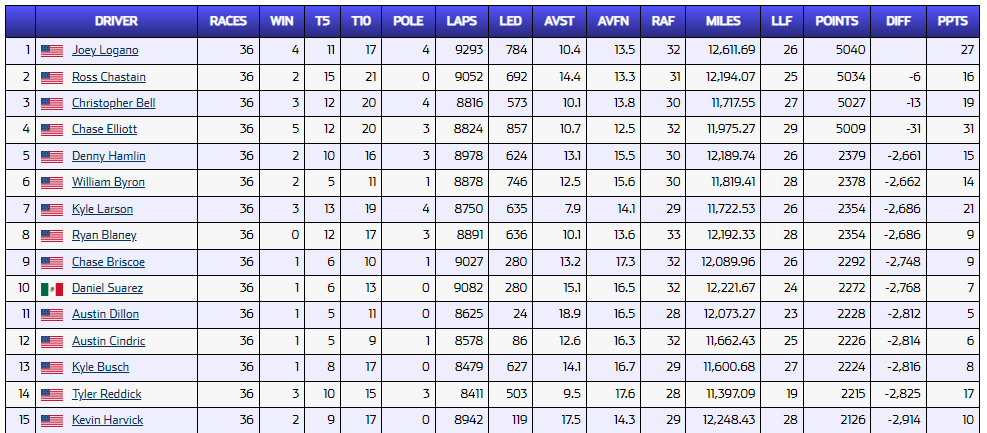 DRIVER RACES WIN T5 T10 POLE LAPS LED AVST AVFN RAF MILES LLF POINTS DIFF PPTS
1 Joey Logano 36 4 11 17 4 9293 784 10.4 13.5 32 12,611.69 26 5040 27
2 Ross Chastain 36 2 15 21 0 9052 692 14.4 13.3 31 12,194.07 25 5034 -6 16
3 Christopher Bell 36 3 12 20 4 8816 573 10.1 13.8 30 11,717.55 27 5027 -13 19
4 Chase Elliott 36 5 12 20 3 8824 857 10.7 12.5 32 11,975.27 29 5009 -31 31
5 Denny Hamlin 36 2 10 16 3 8978 624 13.1 15.5 30 12,189.74 26 2379 -2,661 15
6 William Byron 36 2 5 11 1 8878 746 12.5 15.6 30 11,819.41 28 2378 -2,662 14
7 Kyle Larson 36 3 13 19 4 8750 635 7.9 14.1 29 11,722.53 26 2354 -2,686 21
8 Ryan Blaney 36 0 12 17 3 8891 636 10.1 13.6 33 12,192.33 28 2354 -2,686 9
9 Chase Briscoe 36 1 6 10 1 9027 280 13.2 17.3 32 12,089.96 26 2292 -2,748 9
10 Daniel Suarez 36 1 6 13 0 9082 280 15.1 16.5 32 12,221.67 24 2272 -2,768 7
11 Austin Dillon 36 1 5 11 0 8625 24 18.9 16.5 28 12,073.27 23 2228 -2,812 5
12 Austin Cindric 36 1 5 9 1 8578 86 12.6 16.3 32 11,662.43 25 2226 -2,814 6
13 Kyle Busch 36 1 8 17 0 8479 627 14.1 16.7 29 11,600.68 27 2224 -2,816 8
14 Tyler Reddick 36 3 10 15 3 8411 503 9.5 17.6 28 11,397.09 19 2215 -2,825 17
15 Kevin Harvick 36 2 9 17 0 8942 119 17.5 14.3 29 12,248.43 28 2126 -2,914 10